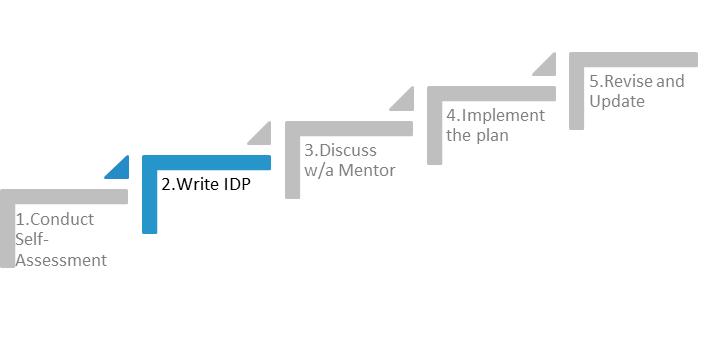 1.Conduct
Self-
Assessment
2.Write IDP
3.Discuss
w/a Mentor
4.Implement
the plan
5.Revise and
Update